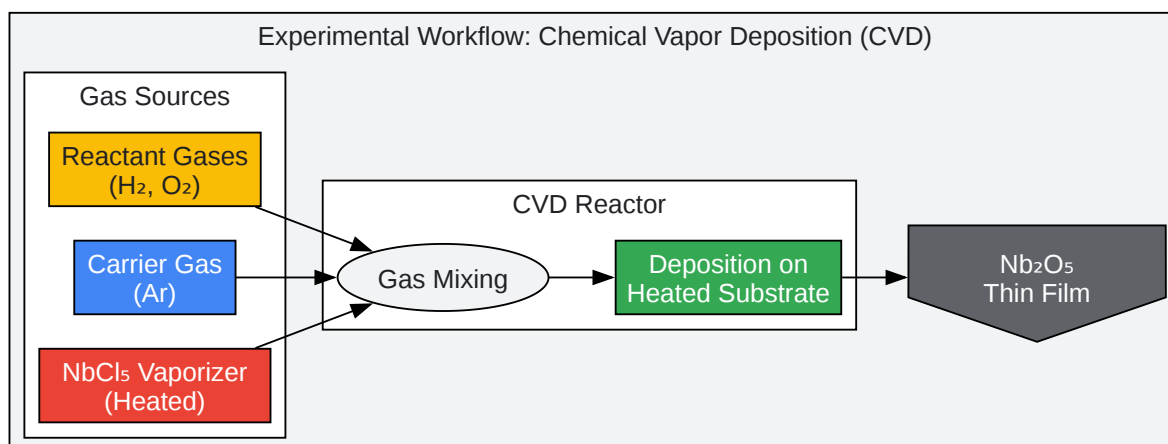 Experimental Workflow: Chemical Vapor Deposition (CVD)
Gas Sources
Reactant Gases
(H₂, O₂)
Carrier Gas
(Ar)
NbCl₅ Vaporizer
(Heated)
CVD Reactor
Gas Mixing
Deposition on
Heated Substrate
Nb₂O₅
Thin Film